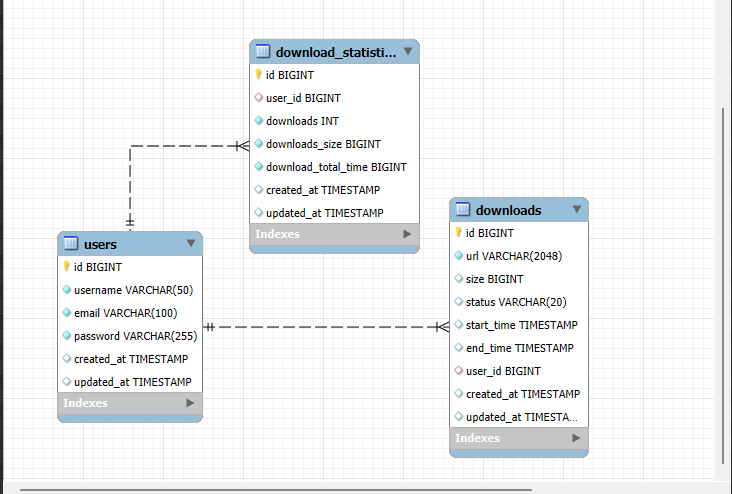 download_statisti...
id BIGINT
user_id BIGINT
downloads INT
downloads_size BIGINT
download_total_time BIGINT
created_at TIMESTAMP
updated_at TIMESTAMP
Indexes
downloads
id BIGINT
url VARCHAR(2048)
size BIGINT
status VARCHAR(20)
start_time TIMESTAMP
end_time TIMESTAMP
user_id BIGINT
created_at TIMESTAMP
updated_at TIMESTA...
Indexes
users
id BIGINT
username VARCHAR(50)
email VARCHAR(100)
password VARCHAR(255)
created_at TIMESTAMP
updated_at TIMESTAMP
Indexes